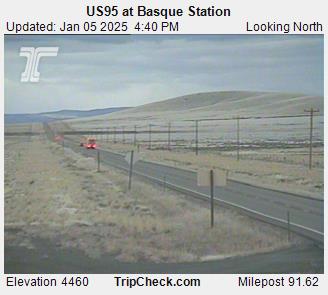 US95 at Basque Station
Updated: Jan 05 2025 4:40 PM Looking North
Elevation 4460 TripCheck.com Milepost 91.62